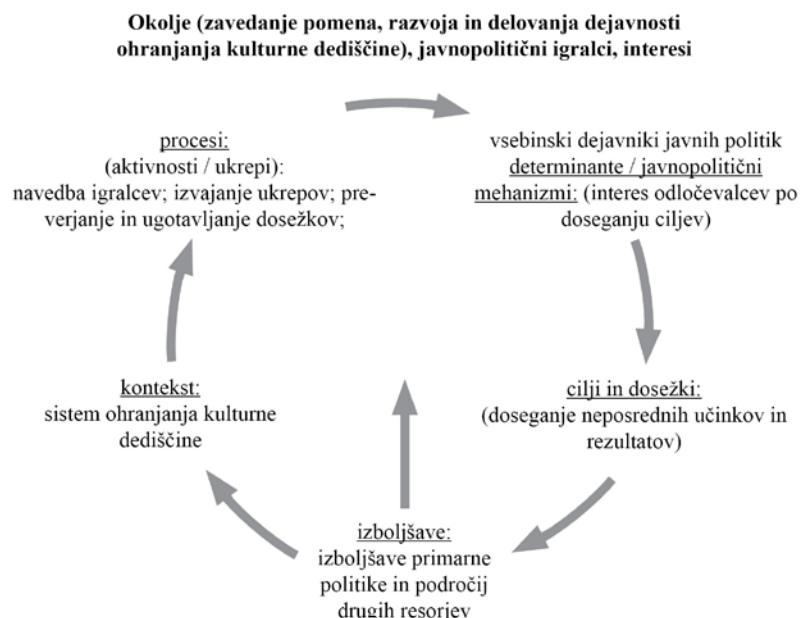 Okolje (zavedanje pomena, razvoja in delovanja dejavnosti
ohranjanja kulturne dediščine), javnopolitični igralci, interesi
procesi:
(aktivnosti / ukrepi):
navedba igralcev; izvajanje ukrepov; pre-
verjanje in ugotavljanje dosežkov;
vsebinski dejavniki javnih politik
determinante / javnopolitični
mehanizmi: (interes odločevalcev po
doseganju ciljev)
kontekst:
sistem ohranjanja kulturne
dediščine
cilji in dosežki:
(doseganje neposrednih učinkov in
rezultatov)
izboljšave:
izboljšave primarne
politike in področij
drugih resorjev